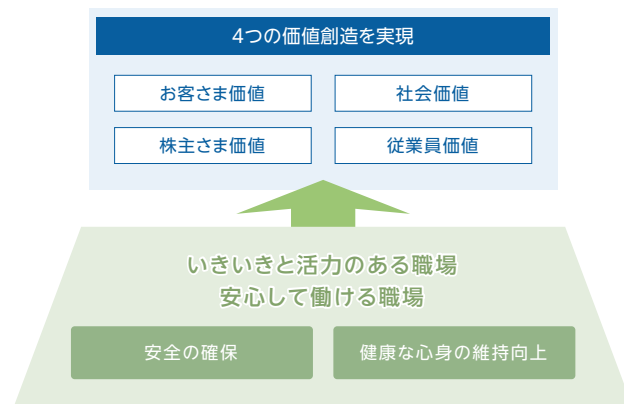 4つの価値創造を実現
お客さま価値
社会価値
株主さま価値
従業員価値
いきいきと活力のある職場
安心して働ける職場
安全の確保
健康な心身の維持向上